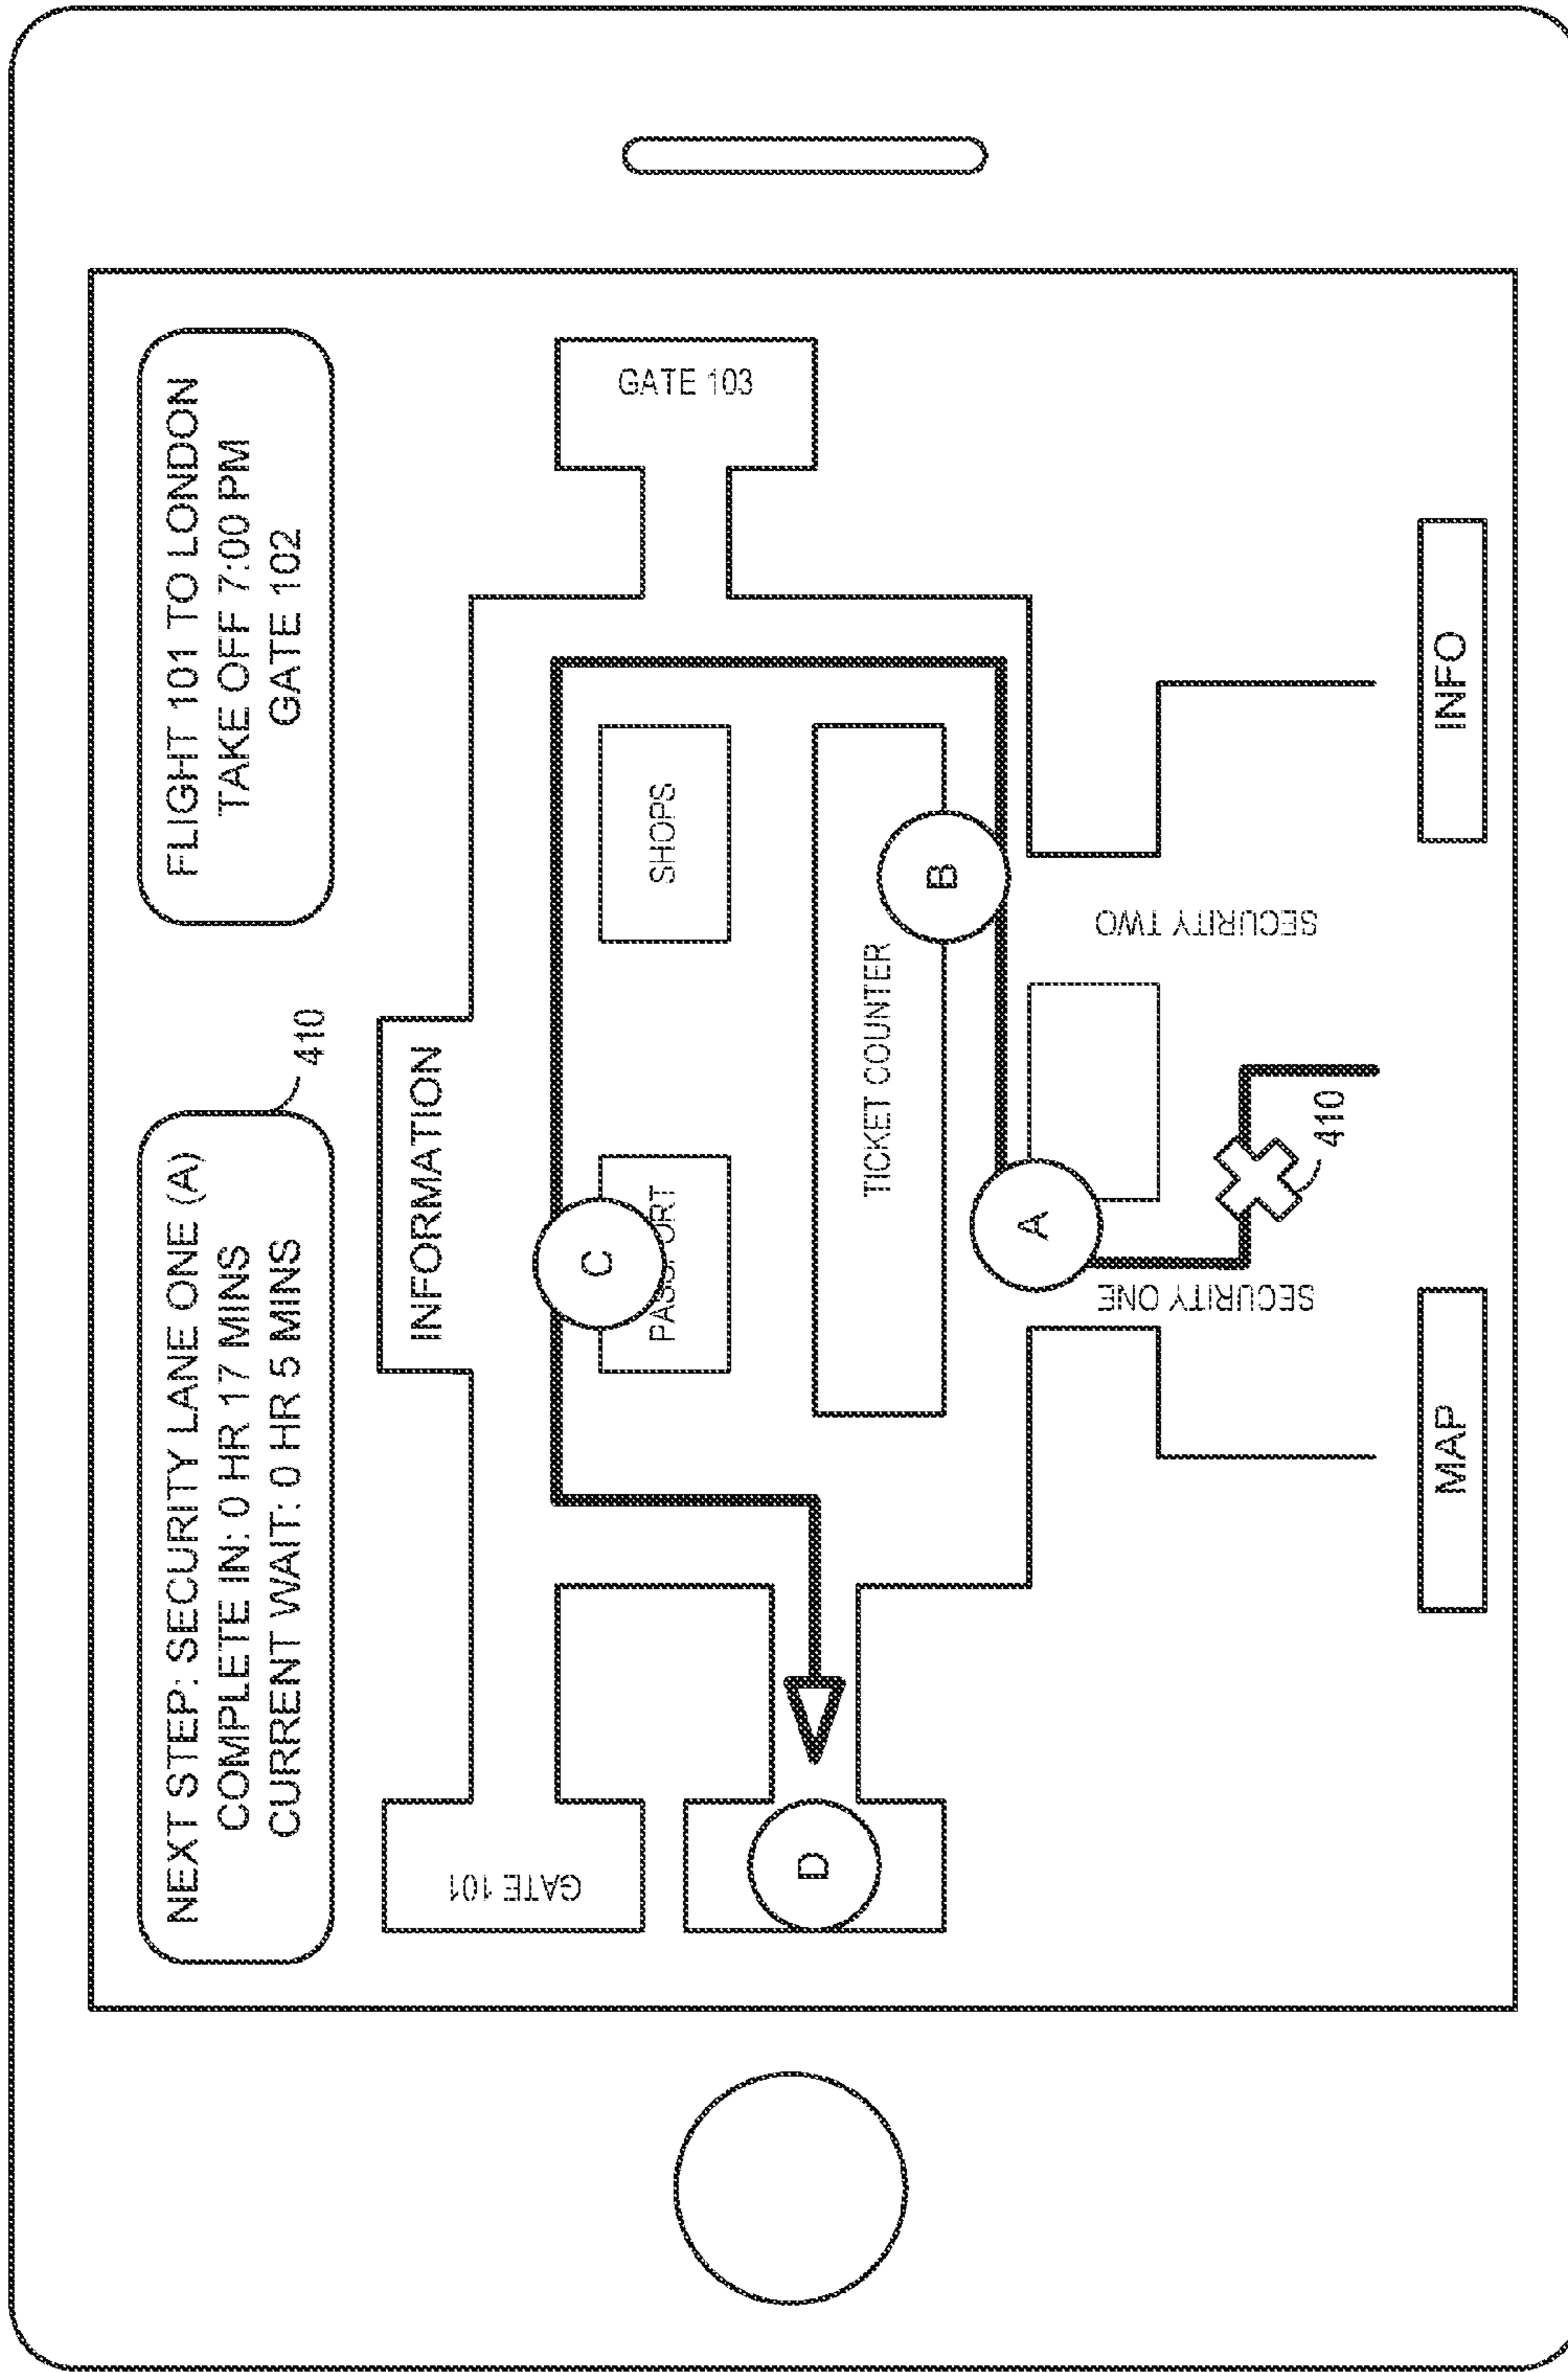 NEXT STEP: SECURITY LANE ONE (A)
COMPLETE IN: 0 HR 17 MINS
CURRENT WAIT: 0 HR 5 MINS
410
FLIGHT 101 TO LONDON
TAKE OFF 7:00 PM
GATE 102
INFORMATION
GATE 101
C
PASSPORT
SHOPS
GATE 103
D
TICKET COUNTER
B
A
SECURITY ONE
SECURITY TWO
410
MAP
INFO